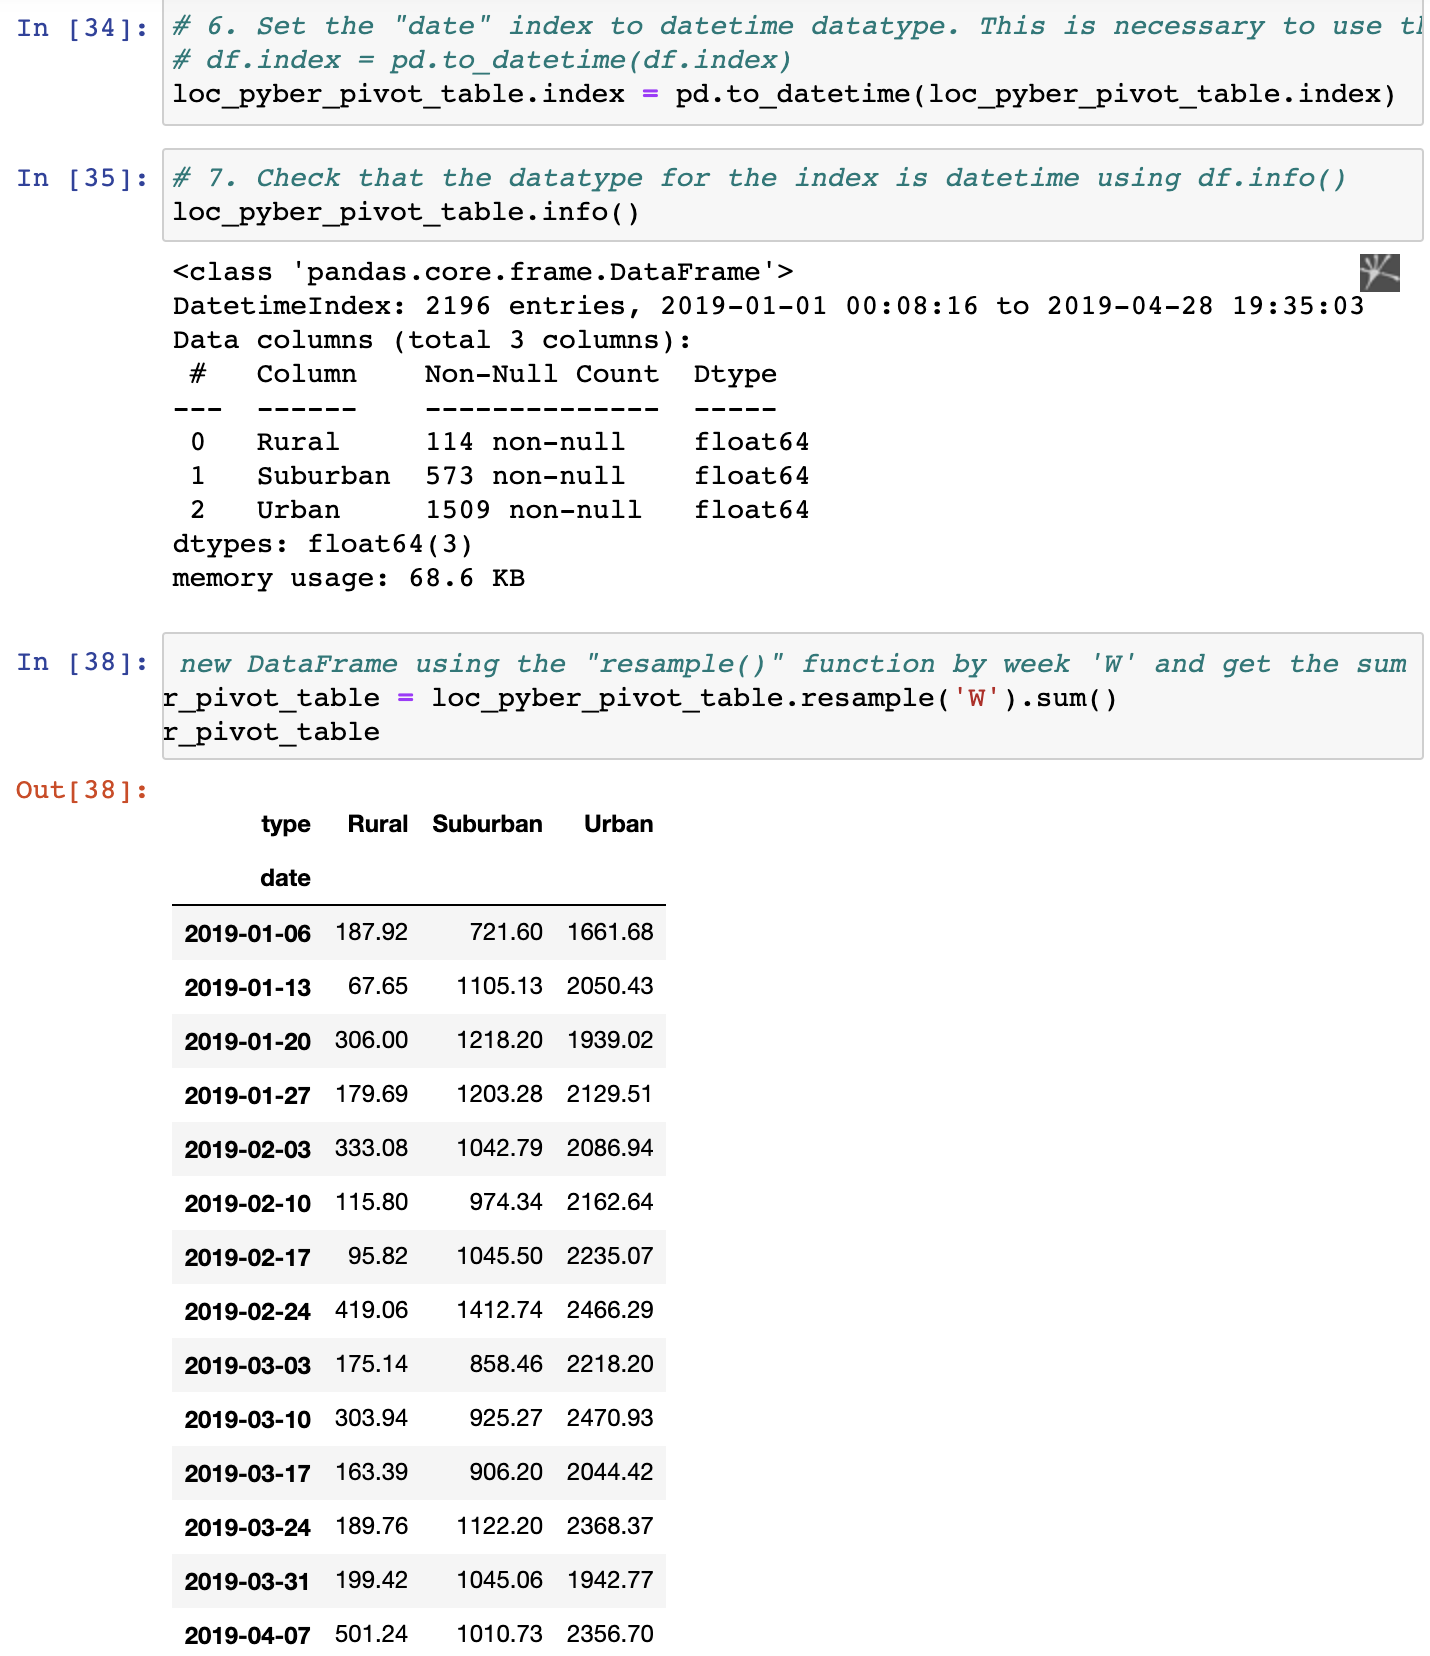 In [34]: # 6. Set the "date" index to datetime datatype. This is necessary to use
# df.index = pd.to_datetime(df.index)
loc_pyber_pivot_table.index = pd.to_datetime(loc_pyber_pivot_table.index)
In [35]: # 7. Check that the datatype for the index is datetime using df.info()
loc_pyber_pivot_table.info()
<class 'pandas.core.frame.DataFrame'>
DatetimeIndex: 2196 entries, 2019-01-01 00:08:16 to 2019-04-28 19:35:03
Data columns (total 3 columns):
# Column Non-Null Count Dtype
--- ------ -------------- -----
0 Rural 114 non-null float64
1 Suburban 573 non-null float64
2 Urban 1509 non-null float64
dtypes: float64(3)
memory usage: 68.6 KB
In [38]: new DataFrame using the "resample()" function by week 'W' and get the sum
r_pivot_table = loc_pyber_pivot_table.resample('W').sum()
r_pivot_table
Out[38]:
type Rural Suburban Urban
date
2019-01-06 187.92 721.60 1661.68
2019-01-13 67.65 1105.13 2050.43
2019-01-20 306.00 1218.20 1939.02
2019-01-27 179.69 1203.28 2129.51
2019-02-03 333.08 1042.79 2086.94
2019-02-10 115.80 974.34 2162.64
2019-02-17 95.82 1045.50 2235.07
2019-02-24 419.06 1412.74 2466.29
2019-03-03 175.14 858.46 2218.20
2019-03-10 303.94 925.27 2470.93
2019-03-17 163.39 906.20 2044.42
2019-03-24 189.76 1122.20 2368.37
2019-03-31 199.42 1045.06 1942.77
2019-04-07 501.24 1010.73 2356.70